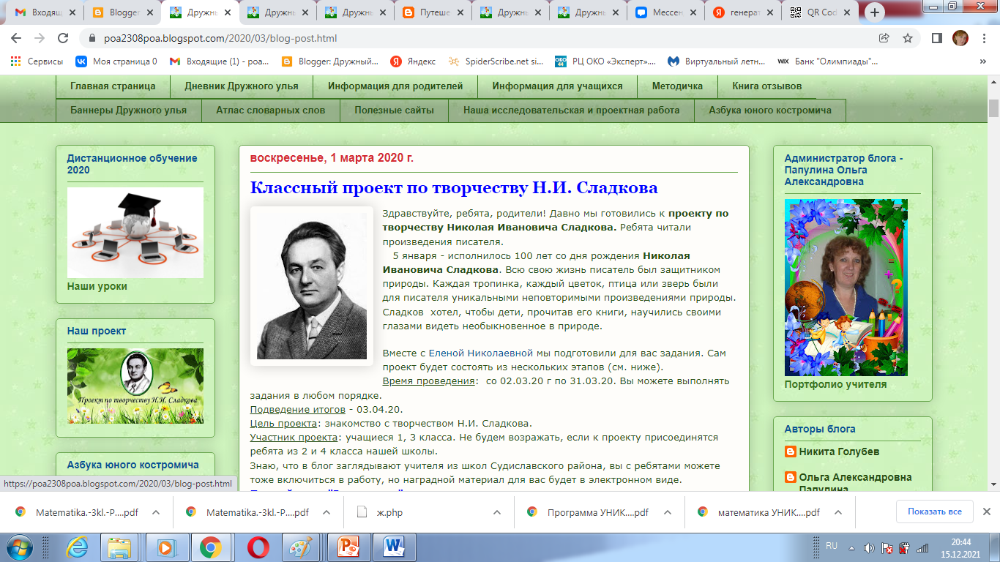 Входящ
Blogger
Дружнь
Дружнь
Дружнь
Путеше
Дружнь
Дружнь
Мессен
генерат
QR Cod
poa2308poa.blogspot.com/2020/03/blog-post.html
Сервисы
Моя страница 0
Входящие (1) - poa...
Blogger: Дружный...
Яндекс
SpiderScribe.net si...
РЦ ОКО «Эксперт»....
Виртуальный летн...
WIX Банк "Олимпиады"...
»
Главная страница
Дневник Дружного улья
Информация для родителей
Информация для учащихся
Методичка
Книга отзывов
Баннеры Дружного улья
Атлас словарных слов
Полезные сайты
Наша исследовательская и проектная работа
Азбука юного костромича
Дистанционное обучение
2020
Наши уроки
Наш проект
Проект по творчеству Н.И. Сладкова
Азбука юного костромича
воскресенье, 1 марта 2020 г.
Классный проект по творчеству Н.И. Сладкова
Здравствуйте, ребята, родители! Давно мы готовились к проекту по
творчеству Николая Ивановича Сладкова. Ребята читали
произведения писателя.
5 января - исполнилось 100 лет со дня рождения Николая
Ивановича Сладкова. Всю свою жизнь писатель был защитником
природы. Каждая тропинка, каждый цветок, птица или зверь были
для писателя уникальными неповторимыми произведениями природы.
Сладков хотел, чтобы дети, прочитав его книги, научились своими
глазами видеть необыкновенное в природе.
Вместе с Еленой Николаевной мы подготовили для вас задания. Сам
проект будет состоять из нескольких этапов (см. ниже).
Время проведения: со 02.03.20 г по 31.03.20. Вы можете выполнять
задания в любом порядке.
Подведение итогов - 03.04.20.
Цель проекта: знакомство с творчеством Н.И. Сладкова.
Участник проекта: учащиеся 1, 3 класса. Не будем возражать, если к проекту присоединятся
ребята из 2 и 4 класса нашей школы.
Знаю, что в блог заглядывают учителя из школ Судиславского района, вы с ребятами можете
тоже включиться в работу, но наградной материал для вас будет в электронном виде.
Администратор блога -
Папулина Ольга
Александровна
Портфолио учителя
Авторы блога
Никита Голубев
Ольга Александровна
Папулина
https://poa2308poa.blogspot.com/2020/03/blog-post.html
Matematika.-3kl.-P....pdf
Matematika.-3kl.-P....pdf
ж.php
Программа УНИК....pdf
математика УНИК....pdf
Показать все
RU
20:44
15.12.2021